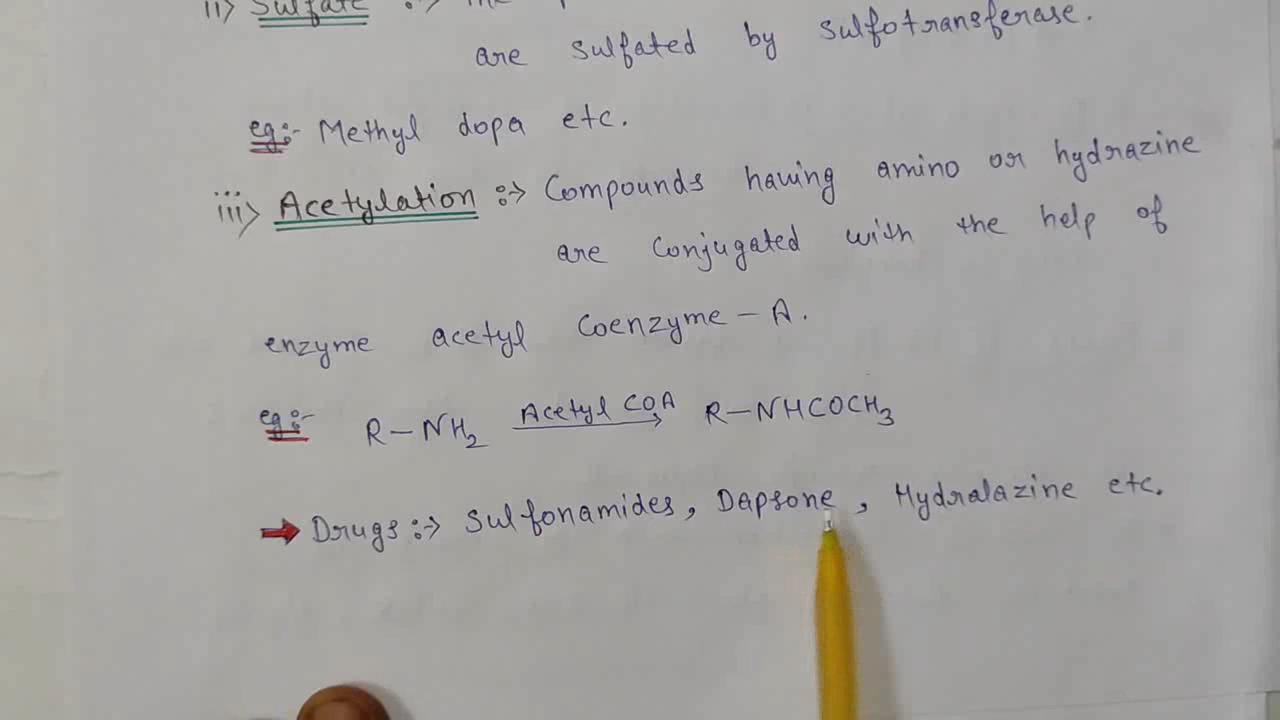 ii> Sulfate :->
are sulfated by sulfotransferase.
eg:- Methyl dopa etc.
iii> Acetylation :-> Compounds having amino or hydrazine
are conjugated with the help of
enzyme acetyl coenzyme-A.
eg:- R-NH2 Acetyl COA → R-NHCOCH3
➡ Drugs :-> Sulfonamides, Dapsone, Hydralazine etc.